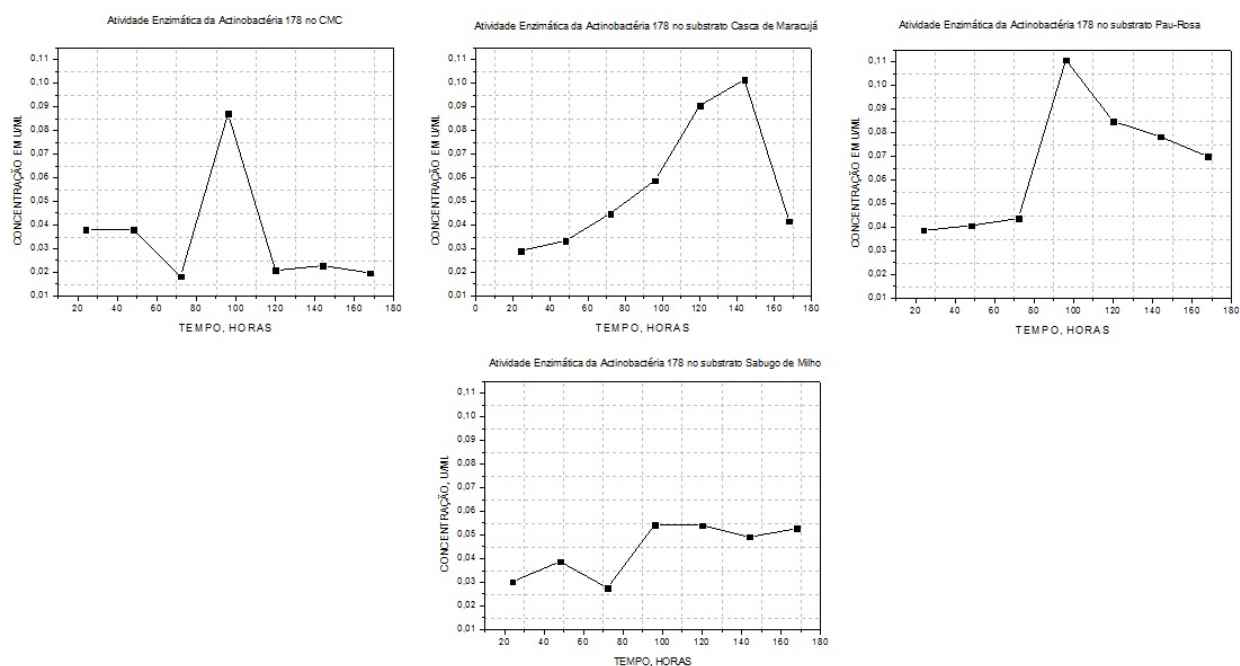 Atividade Enzimática da Actinobactéria 178 no CMC
0,11
0,10
0,09
0,08
0,07
0,06
0,05
0,04
0,03
0,02
0,01
CONCENTRAÇÃO EM U/ML
20 40 60 80 100 120 140 160 180
TEMPO, HORAS
Atividade Enzimática da Actinobactéria 178 no substrato Casca de Maracujá
0,11
0,10
0,09
0,08
0,07
0,06
0,05
0,04
0,03
0,02
0,01
CONCENTRAÇÃO EM U/ML
0 20 40 60 80 100 120 140 160 180
TEMPO, HORAS
Atividade Enzimática da Actinobactéria 178 no substrato Pau-Rosa
0,11
0,10
0,09
0,08
0,07
0,06
0,05
0,04
0,03
0,02
0,01
CONCENTRAÇÃO EM U/ML
20 40 60 80 100 120 140 160 180
TEMPO, HORAS
Atividade Enzimática da Actinobactéria 178 no substrato Sabugo de Milho
0,11
0,10
0,09
0,08
0,07
0,06
0,05
0,04
0,03
0,02
0,01
CONCENTRAÇÃO, U/ML
20 40 60 80 100 120 140 160 180
TEMPO, HORAS